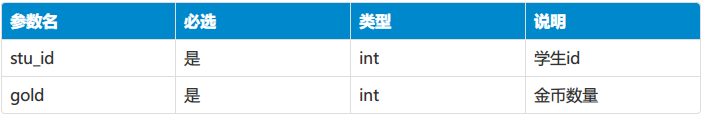 参数名 必选 类型 说明
stu_id 是 int 学生id
gold 是 int 金币数量